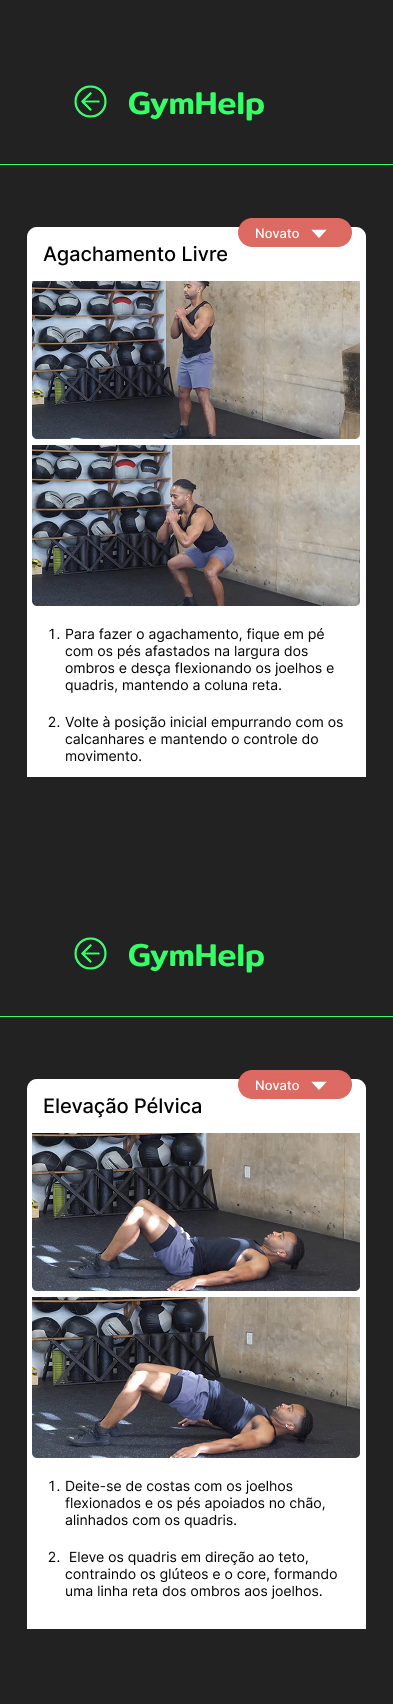 GymHelp
Novato
Agachamento Livre
1. Para fazer o agachamento, fique em pé
com os pés afastados na largura dos
ombros e desça flexionando os joelhos e
quadris, mantendo a coluna reta.
2. Volte à posição inicial empurrando com os
calcanhares e mantendo o controle do
movimento.
GymHelp
Novato
Elevação Pélvica
1. Deite-se de costas com os joelhos
flexionados e os pés apoiados no chão,
alinhados com os quadris.
2. Eleve os quadris em direção ao teto,
contraindo os glúteos e o core, formando
uma linha reta dos ombros aos joelhos.